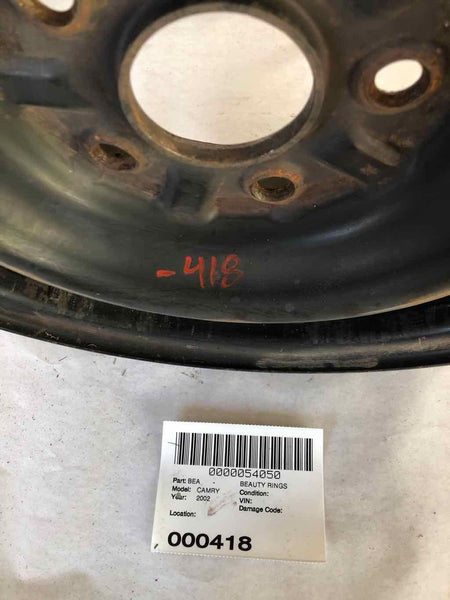 -418
0000054050
Part: BEA - BEAUTY RINGS
Model: CAMRY Condition:
Year: 2002 VIN:
Damage Code:
Location:
000418